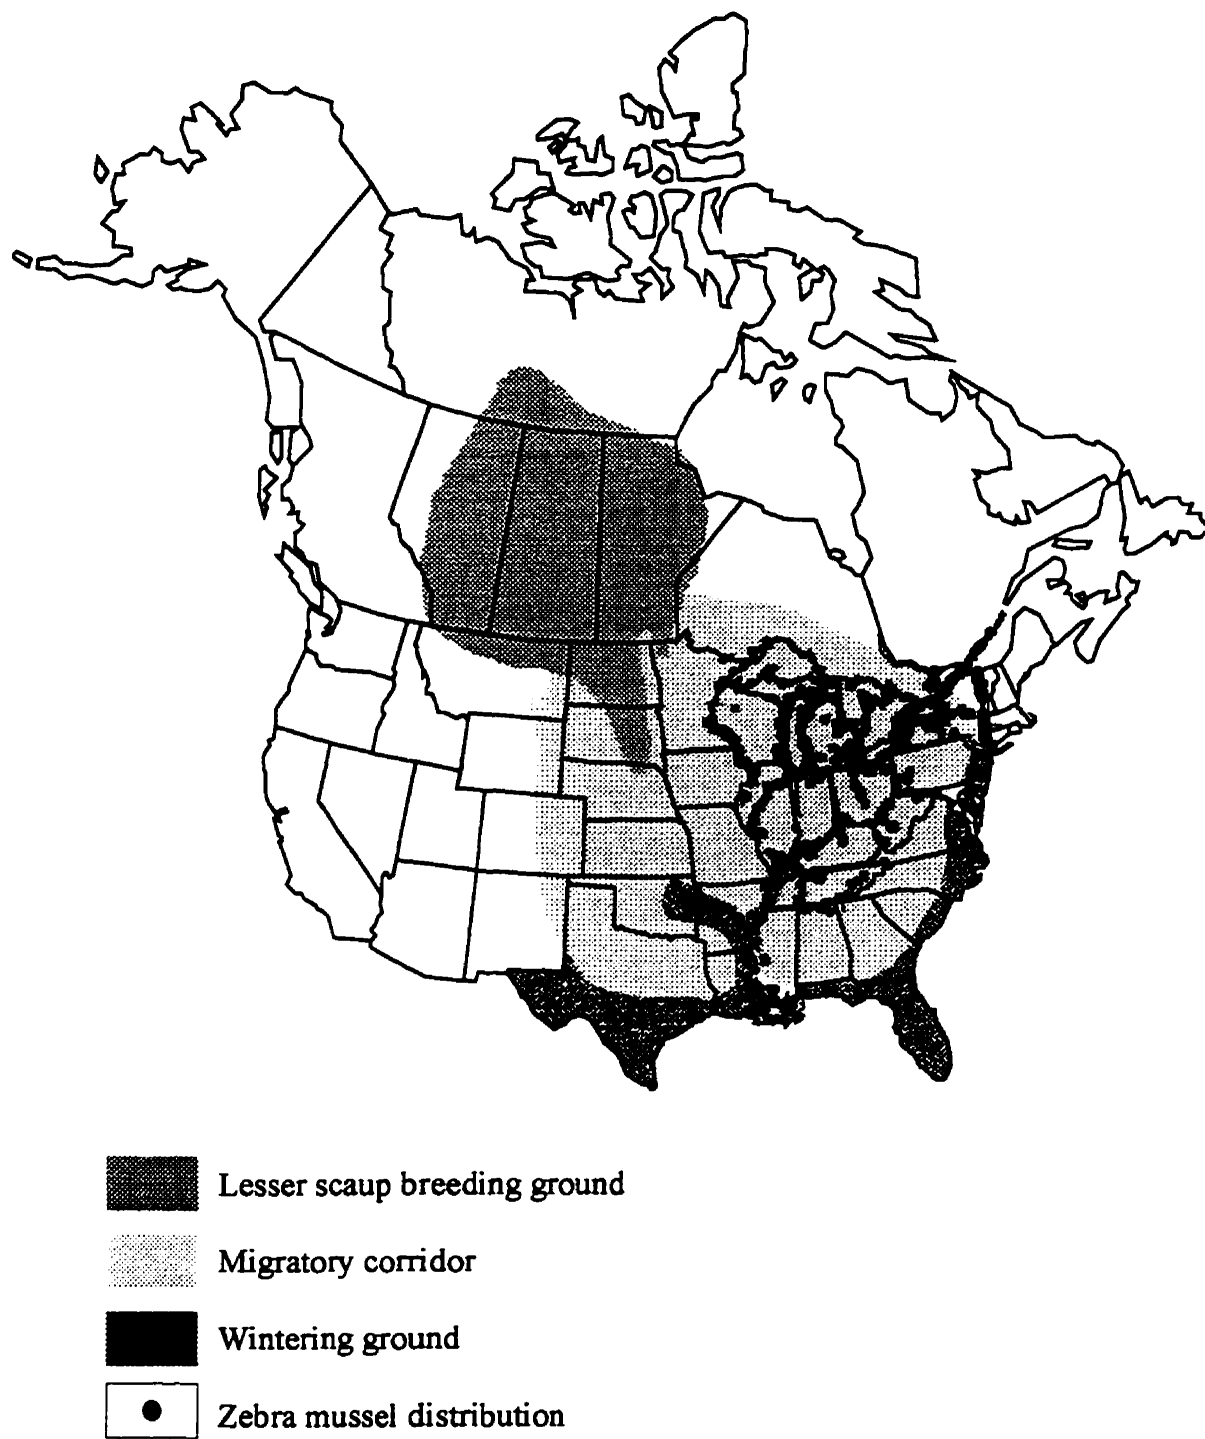 Lesser scaup breeding ground
Migratory corridor
Wintering ground
Zebra mussel distribution